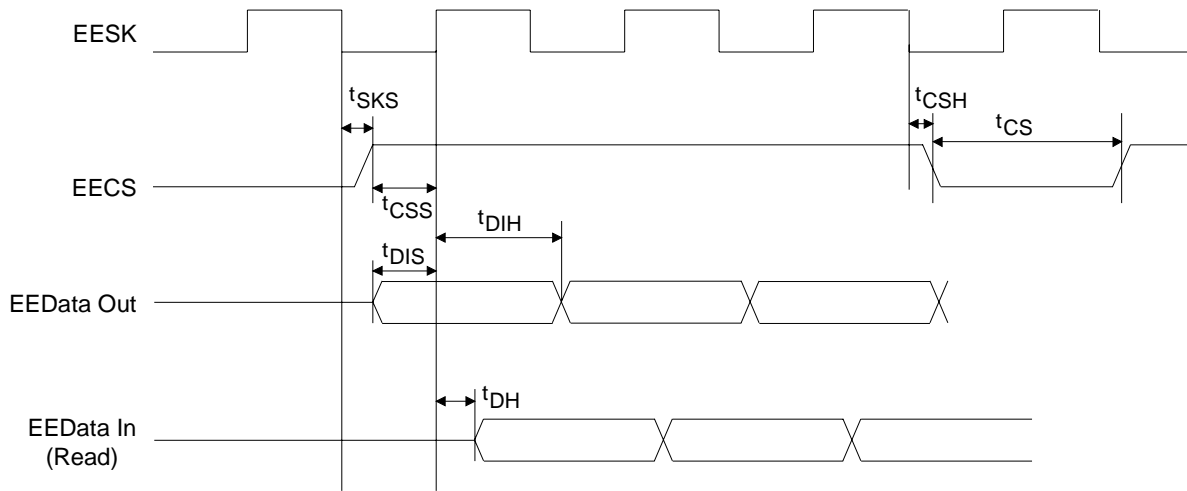 EESK
tSKS
tCSH
tCS
EECS
tCSS
tDIH
tDIS
EEData Out
tDH
EEData In
(Read)